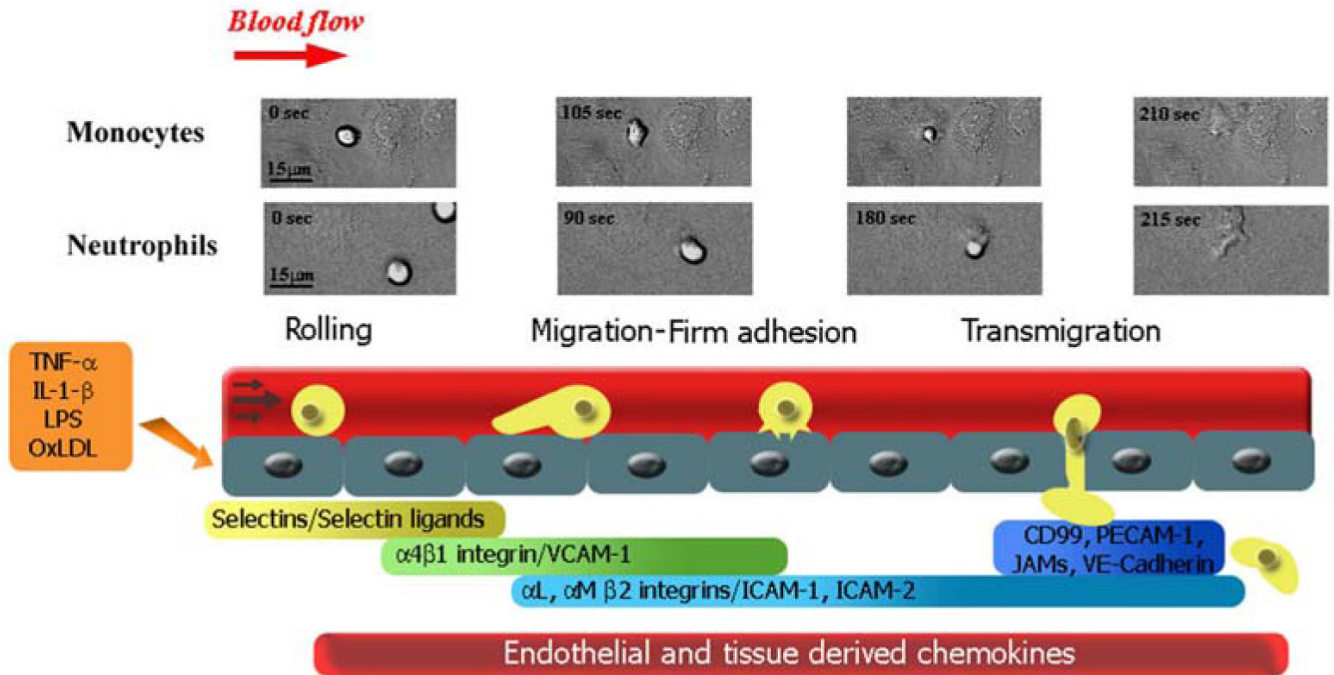 Blood flow
Monocytes
0 sec
15μm
105 sec
210 sec
Neutrophils
0 sec
15μm
90 sec
180 sec
215 sec
Rolling
Migration-Firm adhesion
Transmigration
TNF-α
IL-1-β
LPS
OxLDL
Selectins/Selectin ligands
α4β1 integrin/VCAM-1
CD99, PECAM-1,
JAMs, VE-Cadherin
αL, αM β2 integrins/ICAM-1, ICAM-2
Endothelial and tissue derived chemokines